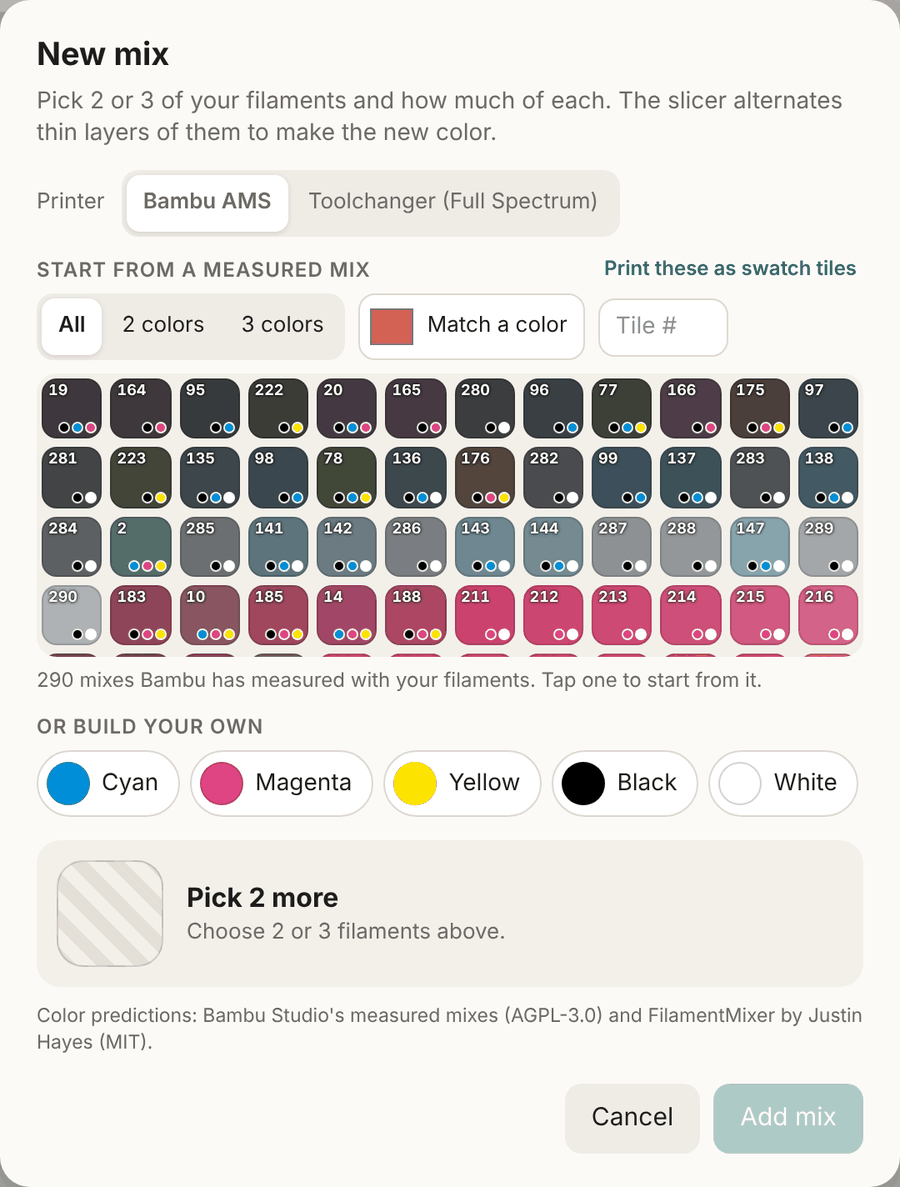 New mix
Pick 2 or 3 of your filaments and how much of each. The slicer alternates
thin layers of them to make the new color.
Printer Bambu AMS Toolchanger (Full Spectrum)
START FROM A MEASURED MIX Print these as swatch tiles
All 2 colors 3 colors Match a color Tile #
19 164 95 222 20 165 280 96 77 166 175 97
281 223 135 98 78 136 176 282 99 137 283 138
284 2 285 141 142 286 143 144 287 288 147 289
290 183 10 185 14 188 211 212 213 214 215 216
290 mixes Bambu has measured with your filaments. Tap one to start from it.
OR BUILD YOUR OWN
Cyan Magenta Yellow Black White
Pick 2 more
Choose 2 or 3 filaments above.
Color predictions: Bambu Studio's measured mixes (AGPL-3.0) and FilamentMixer by Justin
Hayes (MIT).
Cancel Add mix